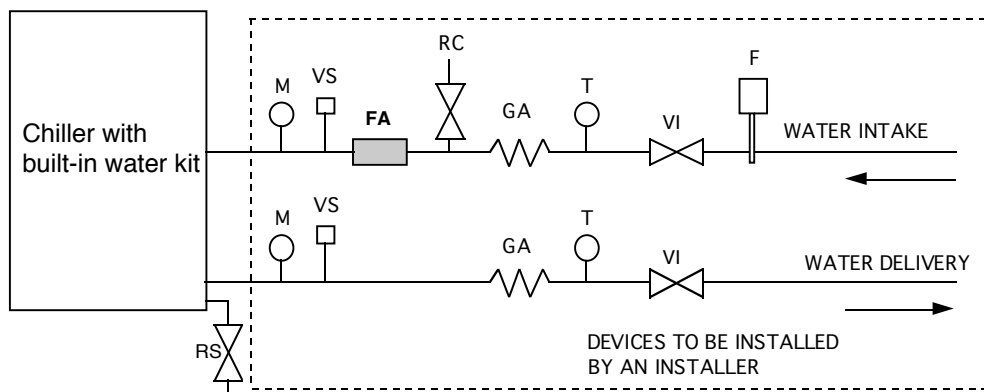 Chiller with
built-in water kit
M
VS
FA
RC
GA
T
VI
F
WATER INTAKE
M
VS
GA
T
VI
WATER DELIVERY
RS
DEVICES TO BE INSTALLED
BY AN INSTALLER